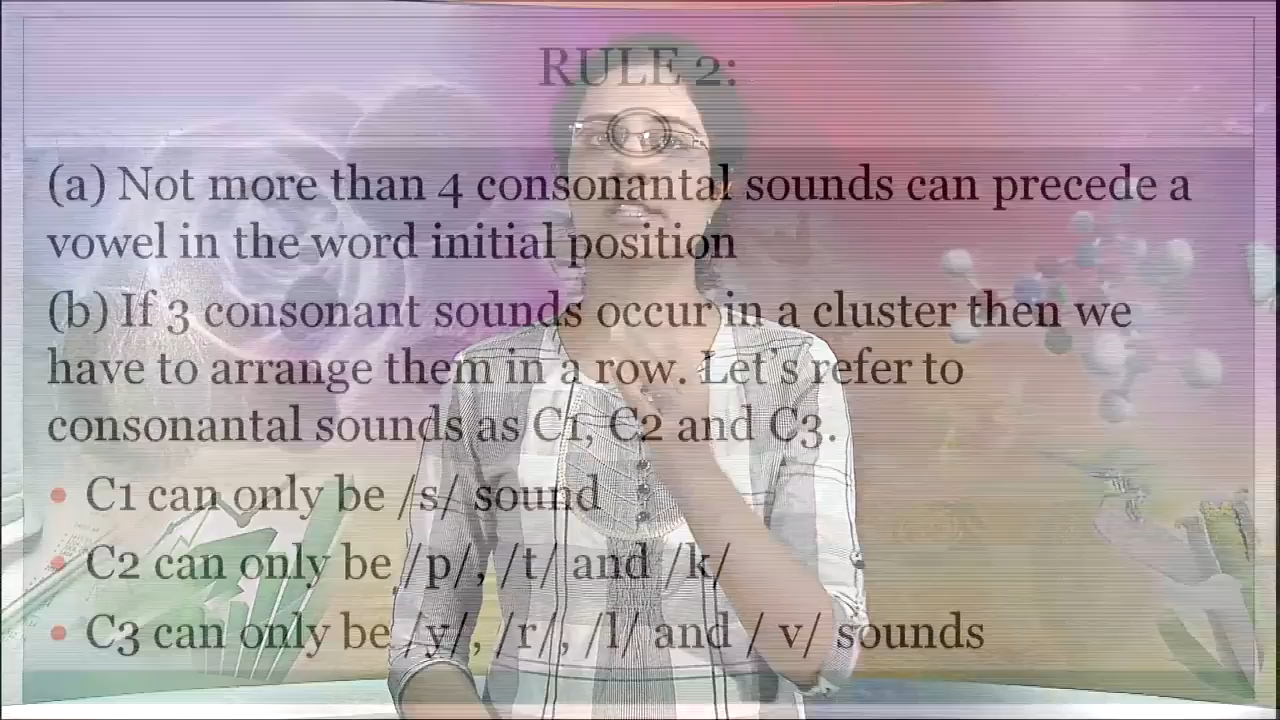 RULE 2:
(a) Not more than 4 consonantal sounds can precede a
vowel in the word initial position
(b) If 3 consonant sounds occur in a cluster then we
have to arrange them in a row. Let's refer to
consonantal sounds as C1, C2 and C3.
• C1 can only be /s/ sound
• C2 can only be /p/, /t/ and /k/
• C3 can only be /y/, /r/, /l/ and / v/ sounds